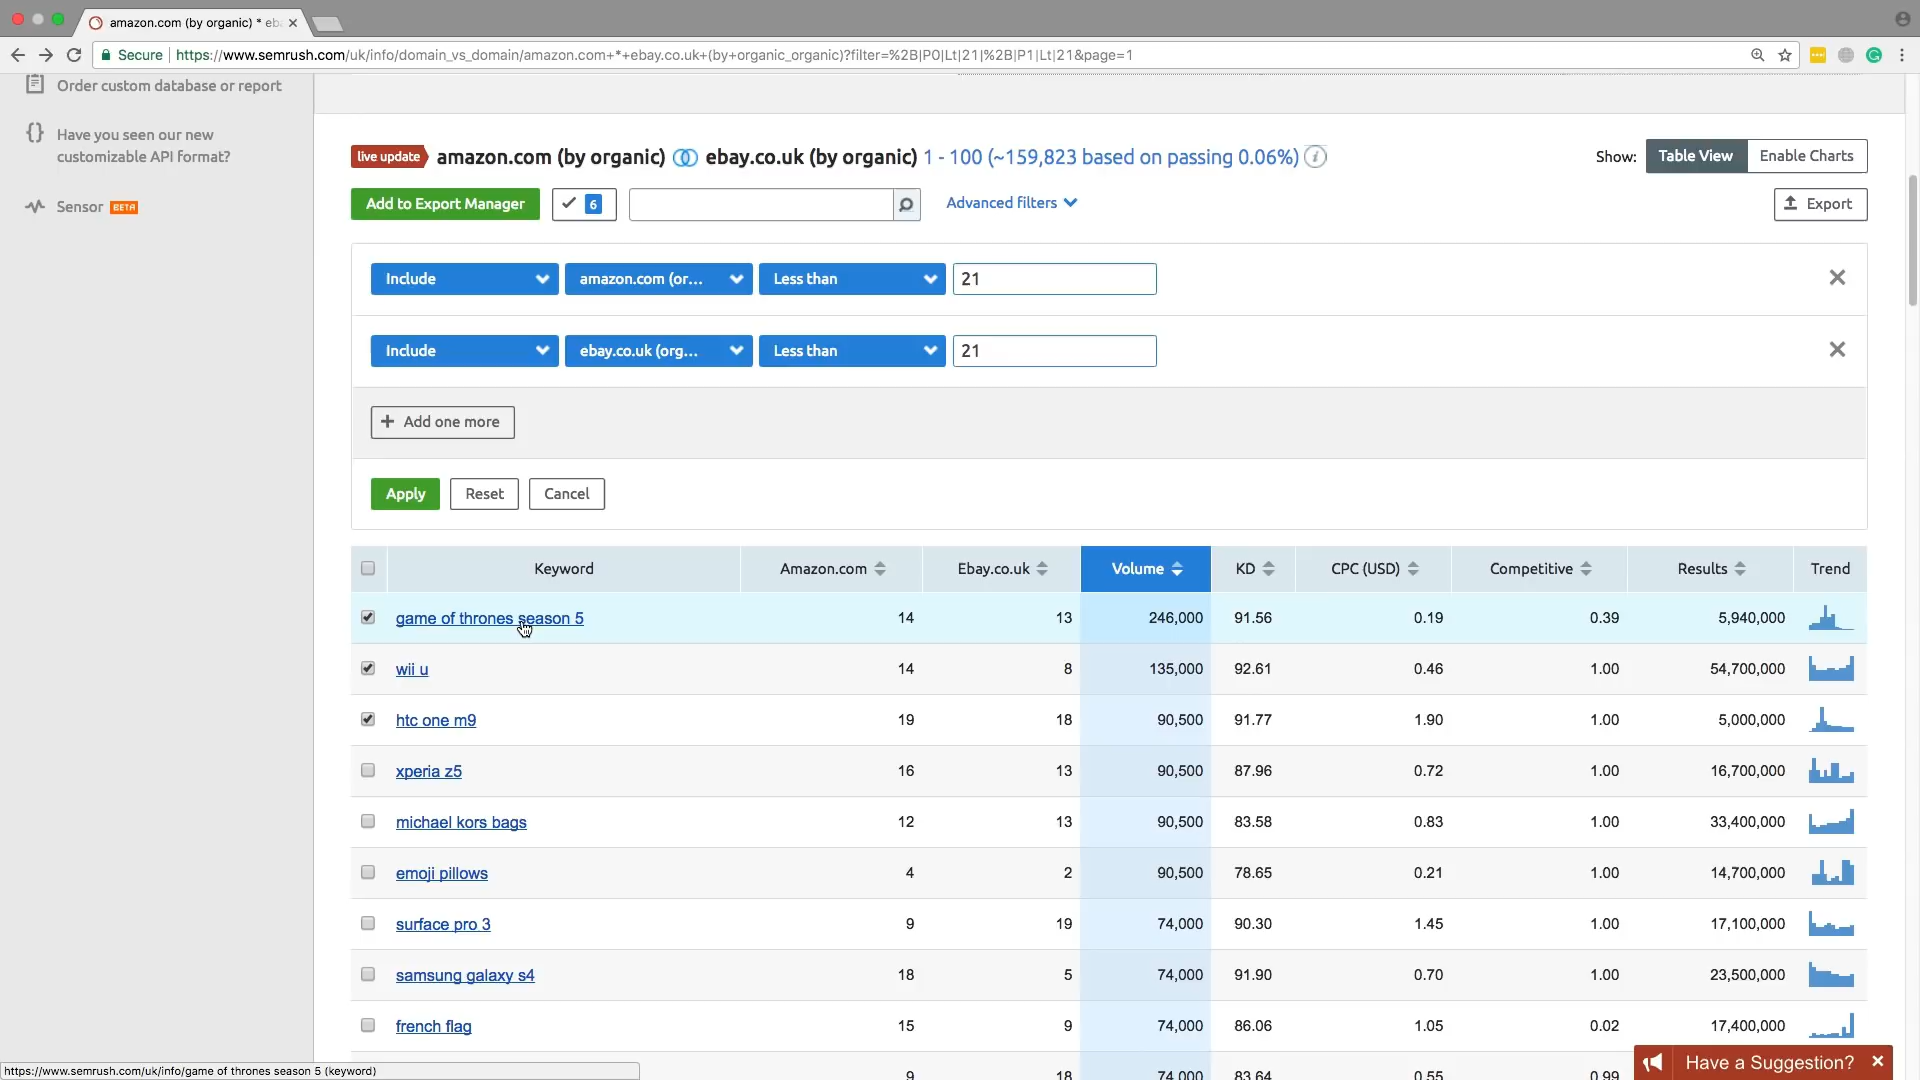 amazon.com (by organic) * eb
Secure https://www.semrush.com/uk/info/domain_vs_domain/amazon.com+*+ebay.co.uk+(by+organic_organic)?filter=%2B|P0|Lt|21|%2B|P1|Lt|21&page=1
Order custom database or report
Have you seen our new
customizable API format?
Sensor BETA
live update amazon.com (by organic) ebay.co.uk (by organic) 1 - 100 (~159,823 based on passing 0.06%) i
Show: Table View Enable Charts
Add to Export Manager 6 Advanced filters Export
Include amazon.com (or... Less than 21
Include ebay.co.uk (org... Less than 21
+ Add one more
Apply Reset Cancel
Keyword Amazon.com Ebay.co.uk Volume KD CPC (USD) Competitive Results Trend
game of thrones season 5 14 13 246,000 91.56 0.19 0.39 5,940,000
wii u 14 8 135,000 92.61 0.46 1.00 54,700,000
htc one m9 19 18 90,500 91.77 1.90 1.00 5,000,000
xperia z5 16 13 90,500 87.96 0.72 1.00 16,700,000
michael kors bags 12 13 90,500 83.58 0.83 1.00 33,400,000
emoji pillows 4 2 90,500 78.65 0.21 1.00 14,700,000
surface pro 3 9 19 74,000 90.30 1.45 1.00 17,100,000
samsung galaxy s4 18 5 74,000 91.90 0.70 1.00 23,500,000
french flag 15 9 74,000 86.06 1.05 0.02 17,400,000
9 18 74,000 83.64 0.55 0.99
https://www.semrush.com/uk/info/game of thrones season 5 (keyword)
Have a Suggestion?